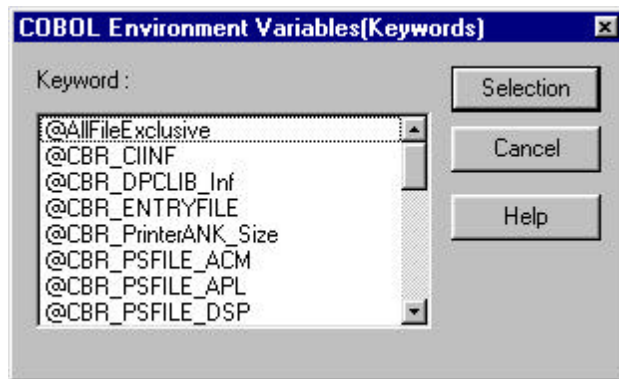 COBOL Environment Variables(Keywords)
Keyword :
@AllFileExclusive
@CBR_CIINF
@CBR_DPCLIB_Inf
@CBR_ENTRYFILE
@CBR_PrinterANK_Size
@CBR_PSFILE_ACM
@CBR_PSFILE_APL
@CBR_PSFILE_DSP
Selection
Cancel
Help